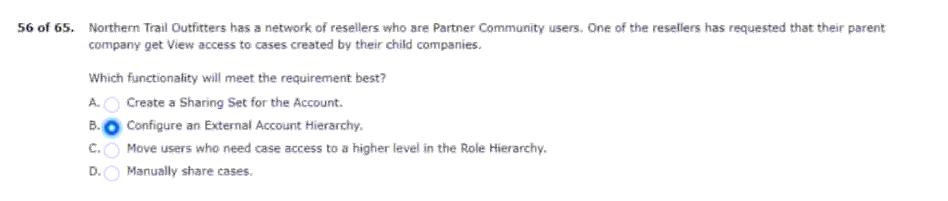 56 of 65. Northern Trail Outfitters has a network of resellers who are Partner Community users. One of the resellers has requested that their parent
company get View access to cases created by their child companies.
Which functionality will meet the requirement best?
A. Create a Sharing Set for the Account.
B. Configure an External Account Hierarchy.
C. Move users who need case access to a higher level in the Role Hierarchy.
D. Manually share cases.